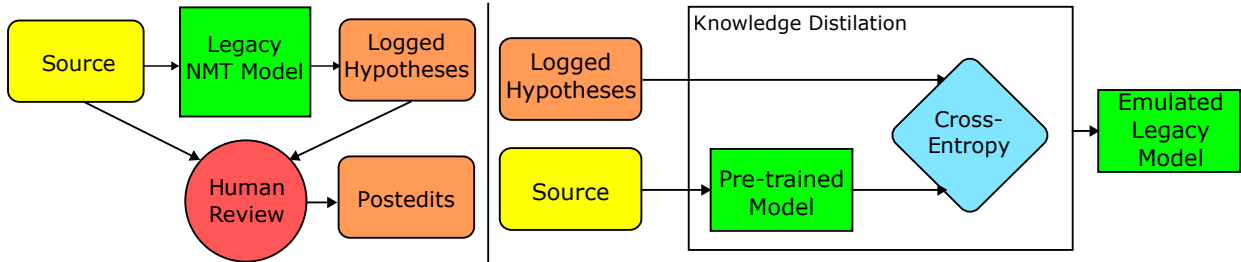 Source
Legacy
NMT Model
Logged
Hypotheses
Human
Review
Postedits
Knowledge Distilation
Logged
Hypotheses
Source
Pre-trained
Model
Cross-
Entropy
Emulated
Legacy
Model